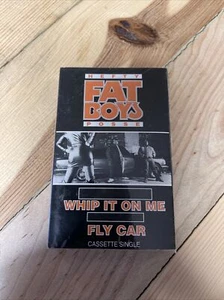 HEFTY
FAT
BOYS
POSSE
WHIP IT ON ME
FLY CAR
CASSETTE SINGLE